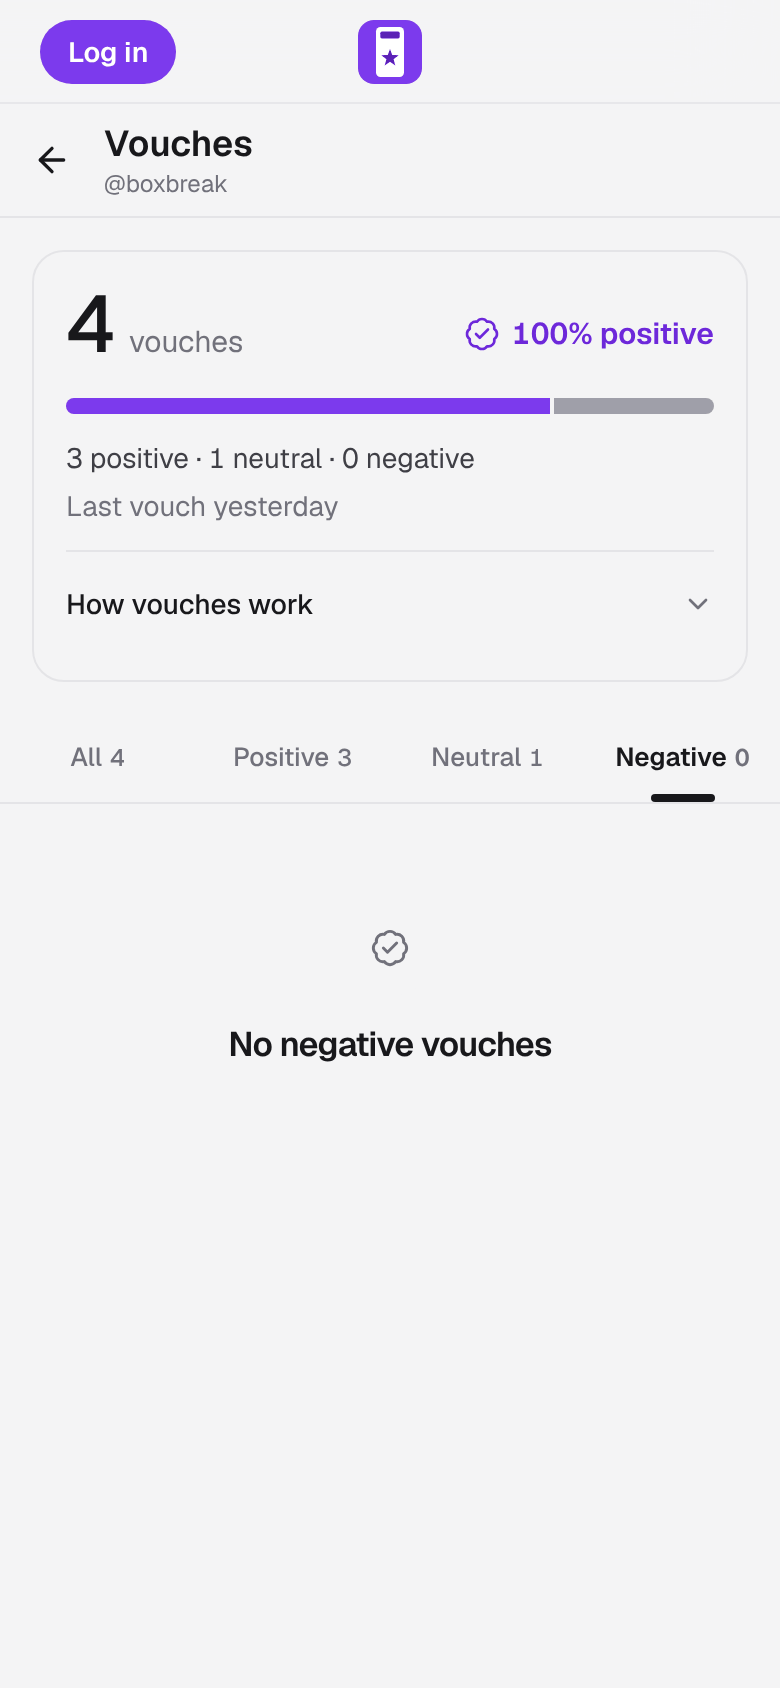 Log in
Vouches
@boxbreak
4 vouches
100% positive
3 positive · 1 neutral · 0 negative
Last vouch yesterday
How vouches work
All 4
Positive 3
Neutral 1
Negative 0
No negative vouches